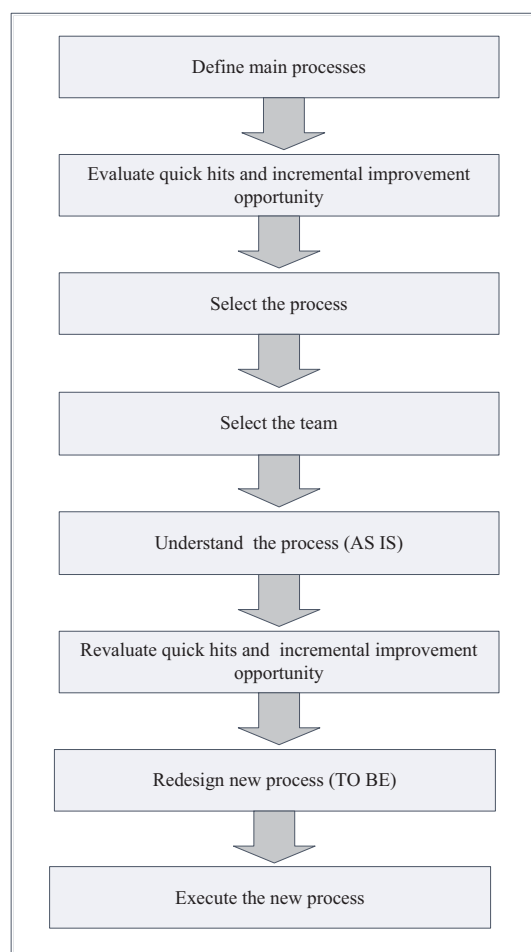 Define main processes
Evaluate quick hits and incremental improvement
opportunity
Select the process
Select the team
Understand the process (AS IS)
Revaluate quick hits and incremental improvement
opportunity
Redesign new process (TO BE)
Execute the new process